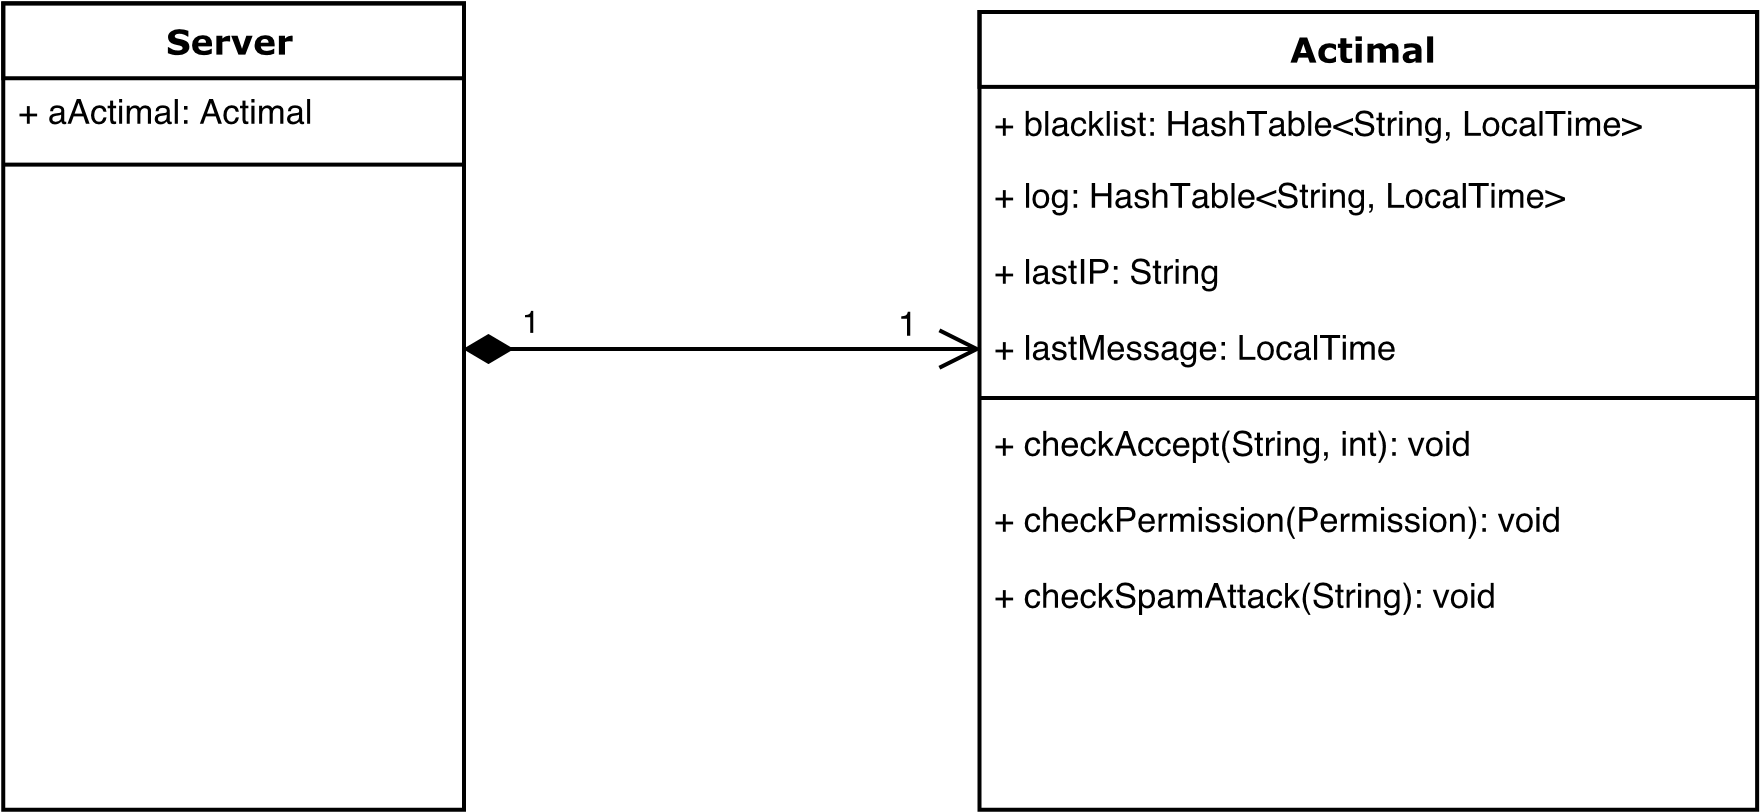 Server
+ aActimal: Actimal
1
1
Actimal
+ blacklist: HashTable<String, LocalTime>
+ log: HashTable<String, LocalTime>
+ lastIP: String
+ lastMessage: LocalTime
+ checkAccept(String, int): void
+ checkPermission(Permission): void
+ checkSpamAttack(String): void